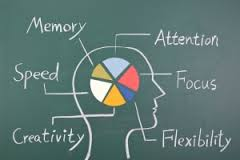 Memory
Attention
Speed
Focus
Creativity
Flexibility